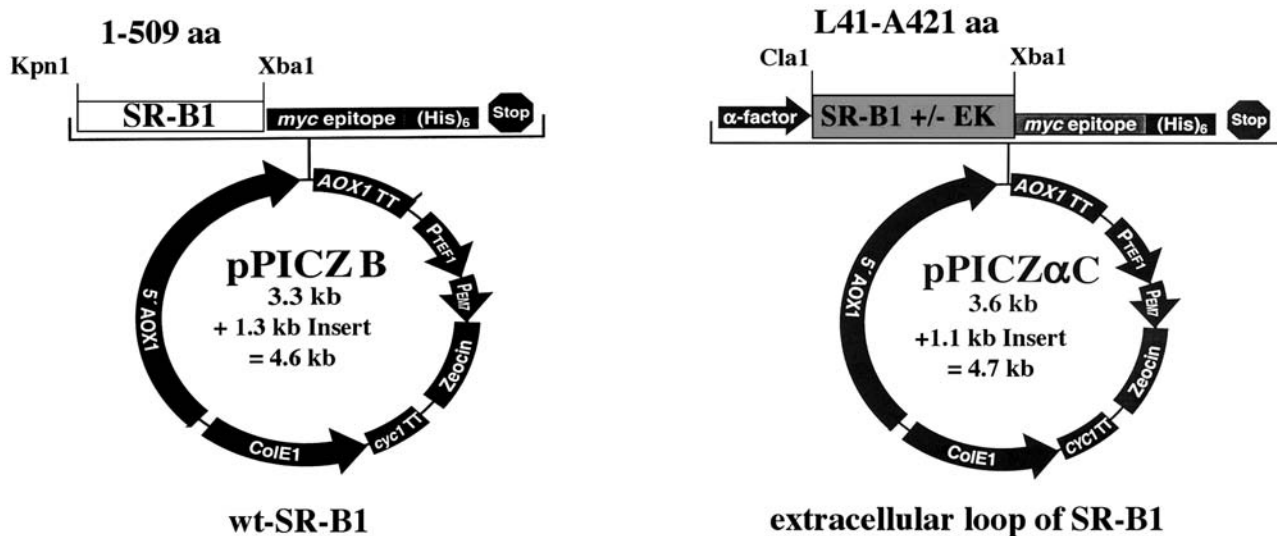 1-509 aa
Kpn1
Xba1
SR-B1
myc epitope
(His)6
Stop
AOX1 TT
PTEF1
PEM7
Zeocin
cyc1 TT
ColE1
5´ AOX1
pPICZ B
3.3 kb
+ 1.3 kb Insert
= 4.6 kb
wt-SR-B1
L41-A421 aa
Cla1
Xba1
α-factor
SR-B1 +/- EK
myc epitope
(His)6
Stop
AOX1 TT
PTEF1
PEM7
Zeocin
CYC1 TT
ColE1
5´ AOX1
pPICZαC
3.6 kb
+1.1 kb Insert
= 4.7 kb
extracellular loop of SR-B1